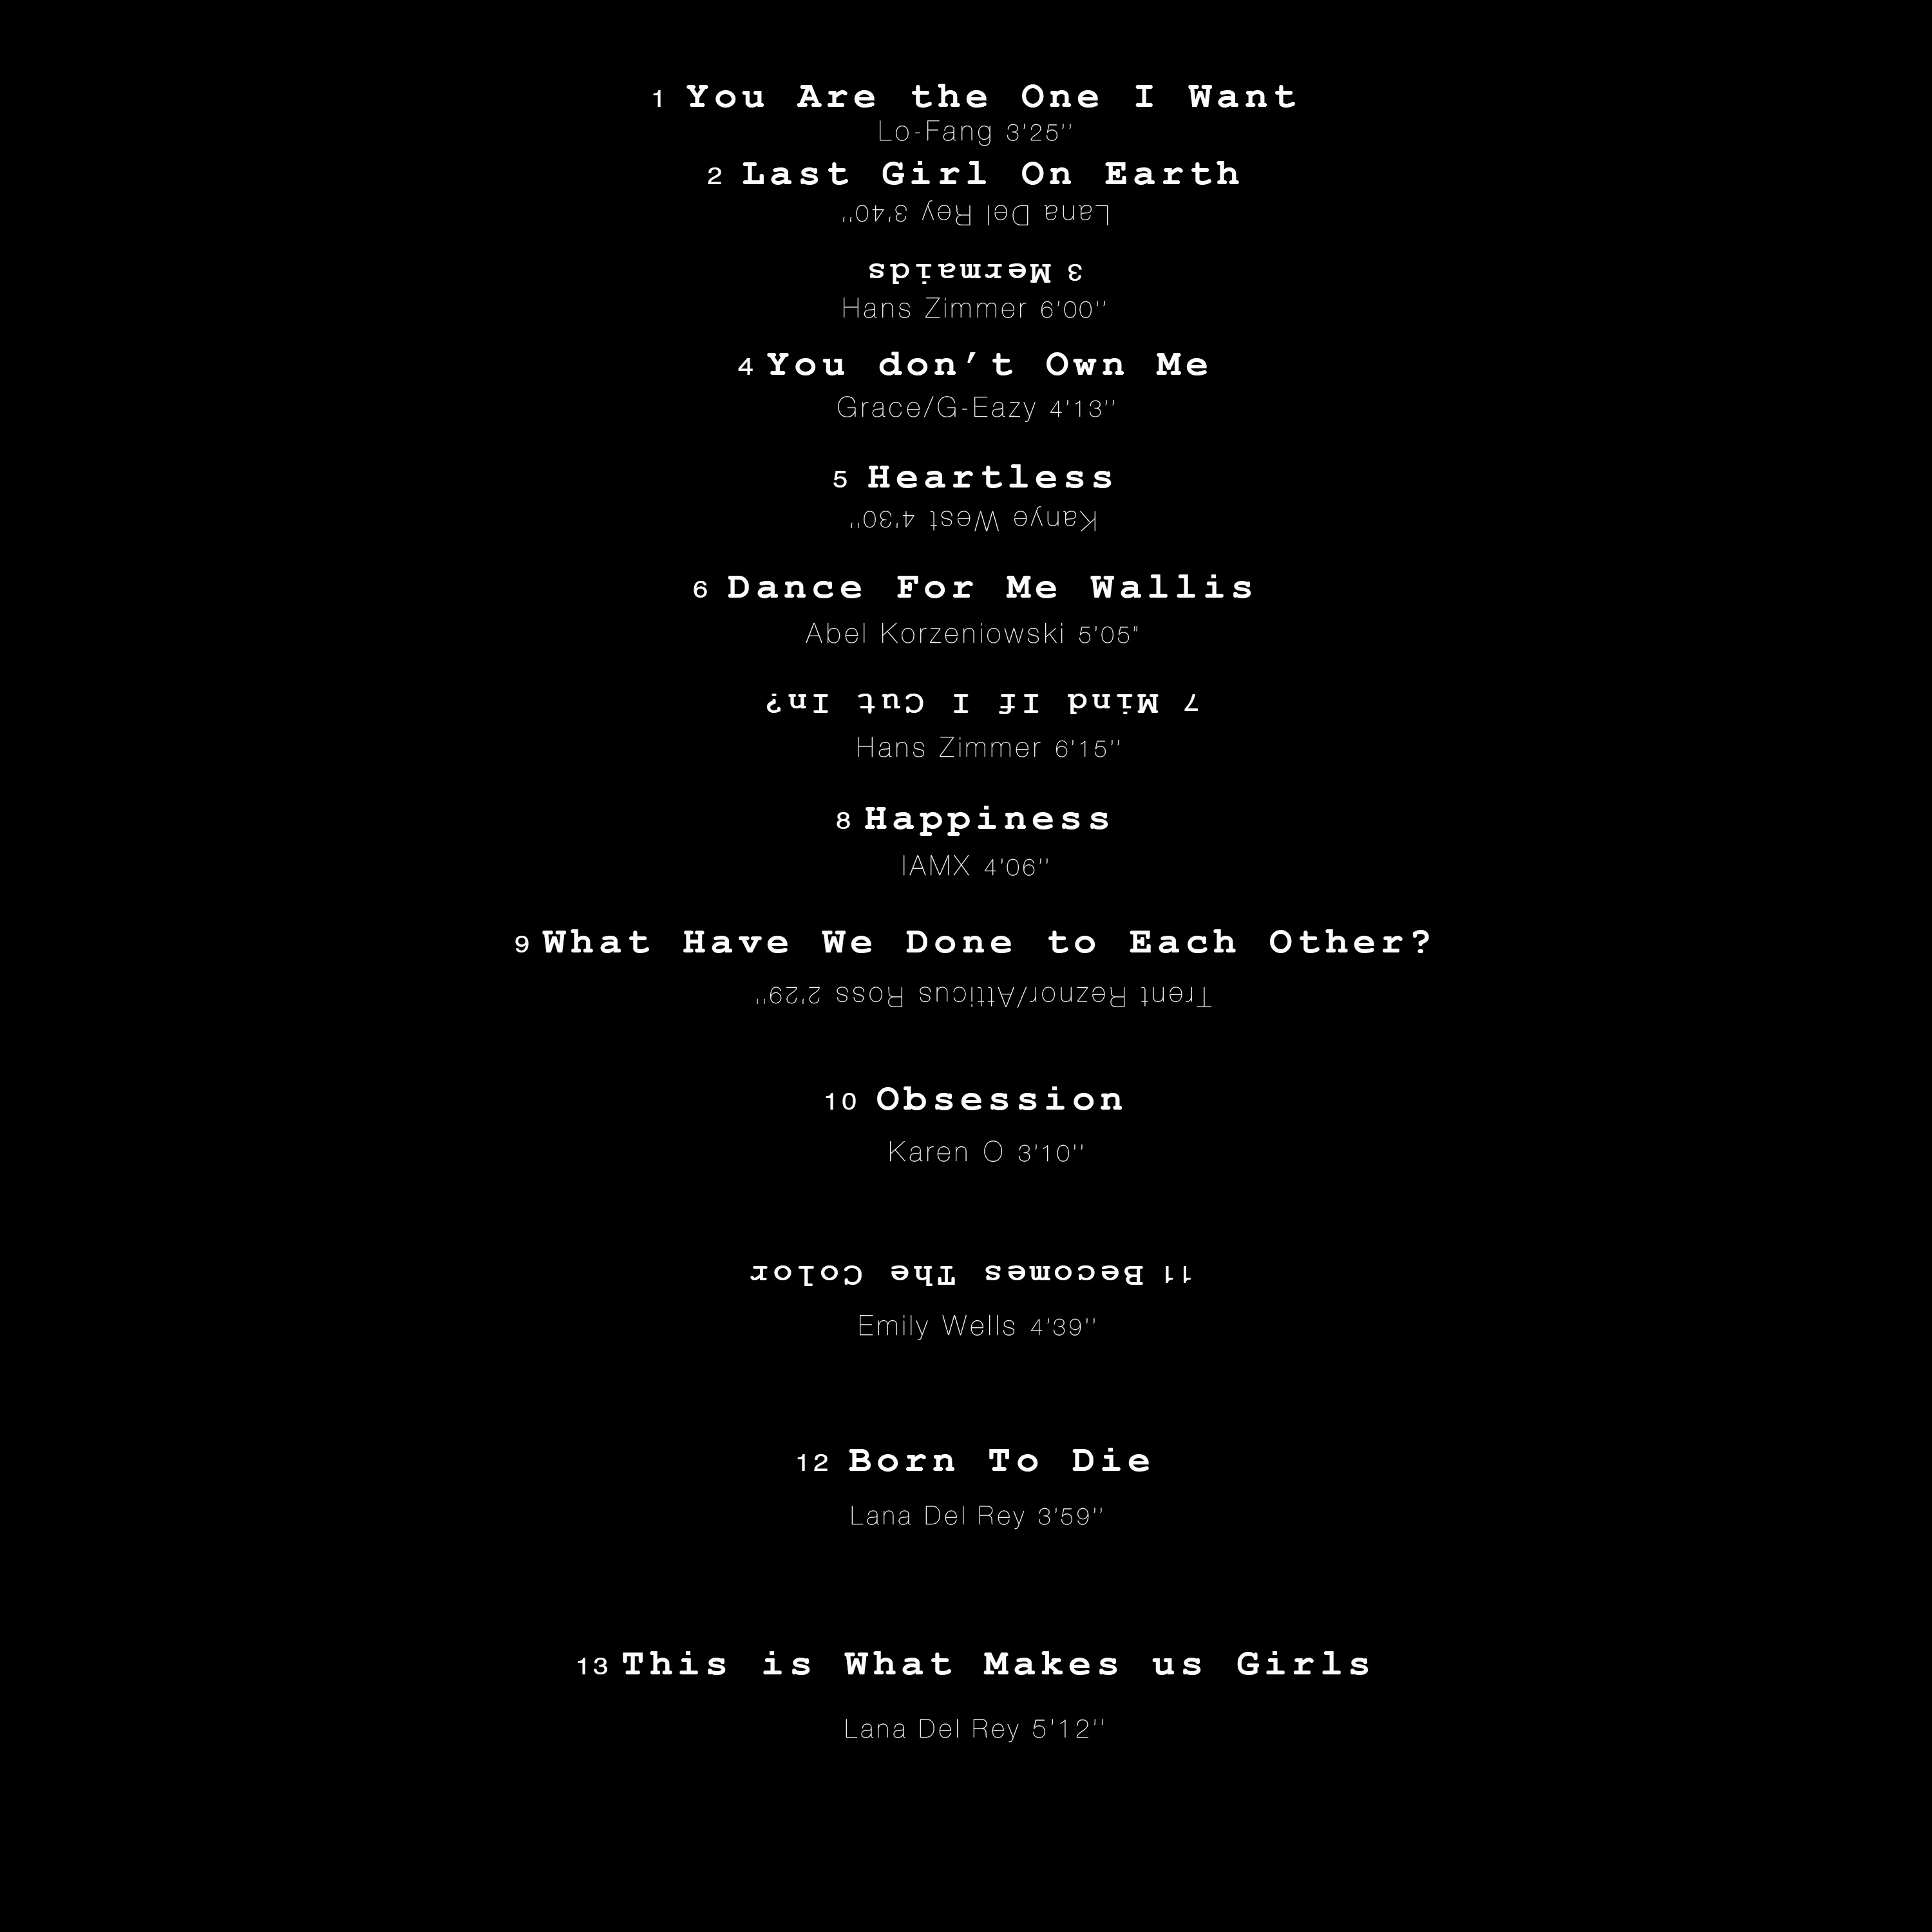 1 You Are the One I Want
Lo-Fang 3'25''
2 Last Girl On Earth
Lana Del Rey 3'40''
3 Mermaids
Hans Zimmer 6'00''
4 You don’t Own Me
Grace/G-Eazy 4'13''
5 Heartless
Kanye West 4'30''
6 Dance For Me Wallis
Abel Korzeniowski 5'05"
7 Mind If I Cut In?
Hans Zimmer 6'15''
8 Happiness
IAMX 4'06''
9 What Have We Done to Each Other?
Trent Reznor/Atticus Ross 2'29''
10 Obsession
Karen O 3'10''
11 Becomes The Color
Emily Wells 4'39''
12 Born To Die
Lana Del Rey 3'59''
13 This is What Makes us Girls
Lana Del Rey 5'12''